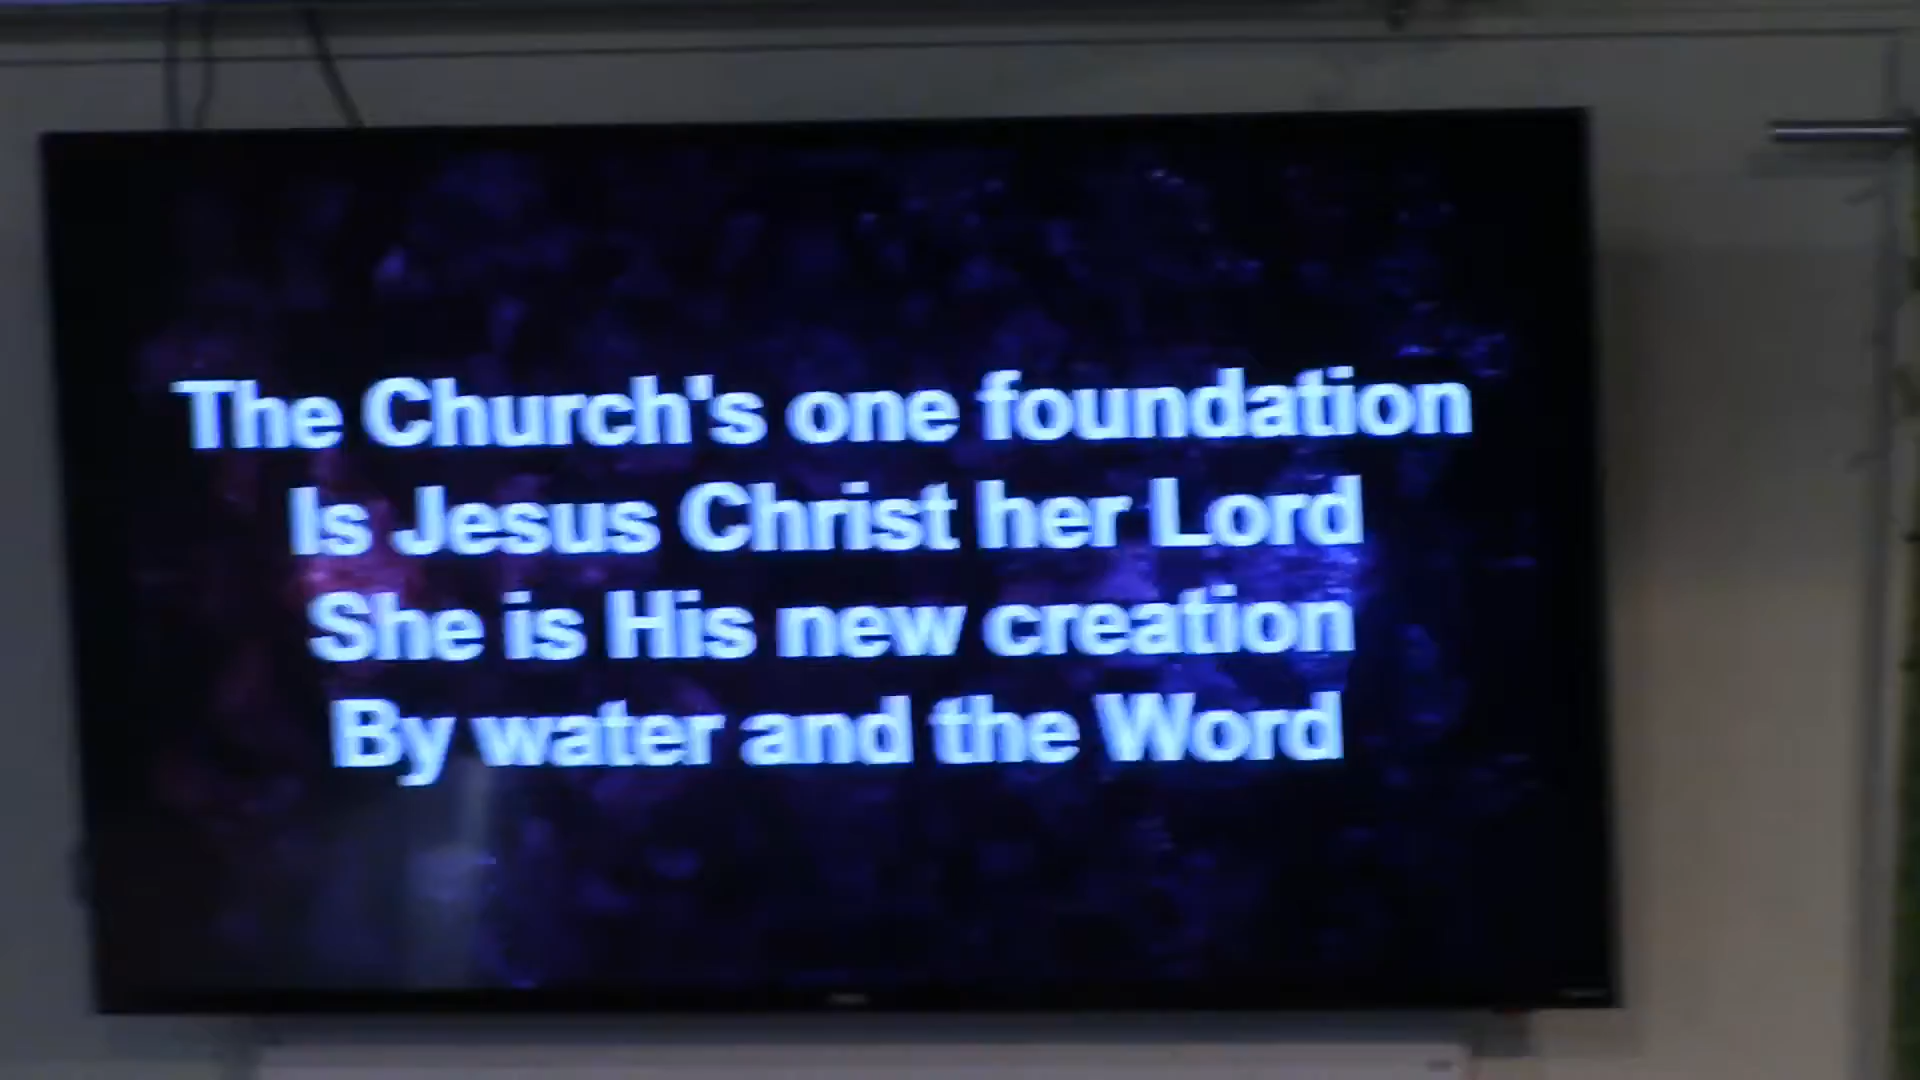 The Church's one foundation
Is Jesus Christ her Lord
She is His new creation
By water and the Word